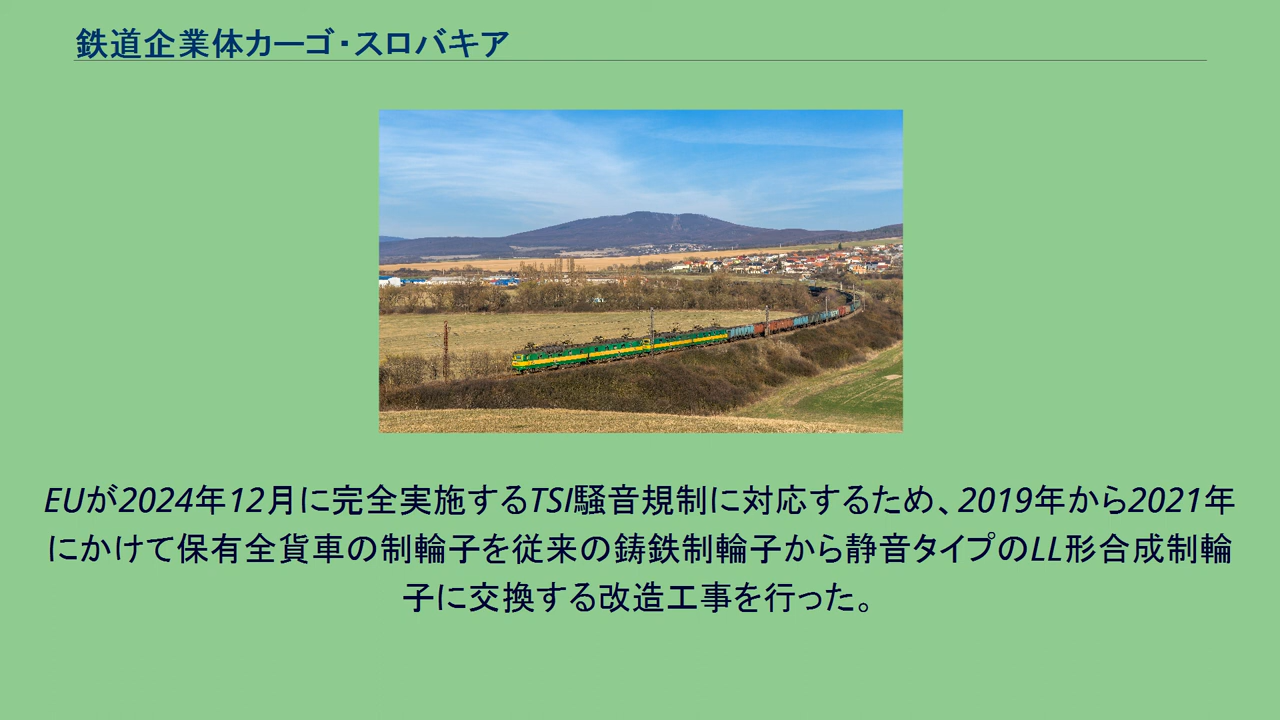 鉄道企業体カーゴ・スロバキア
EUが2024年12月に完全実施するTSI騒音規制に対応するため、2019年から2021年
にかけて保有全貨車の制輪子を従来の鋳鉄制輪子から静音タイプのLL形合成制輪
子に交換する改造工事を行った。